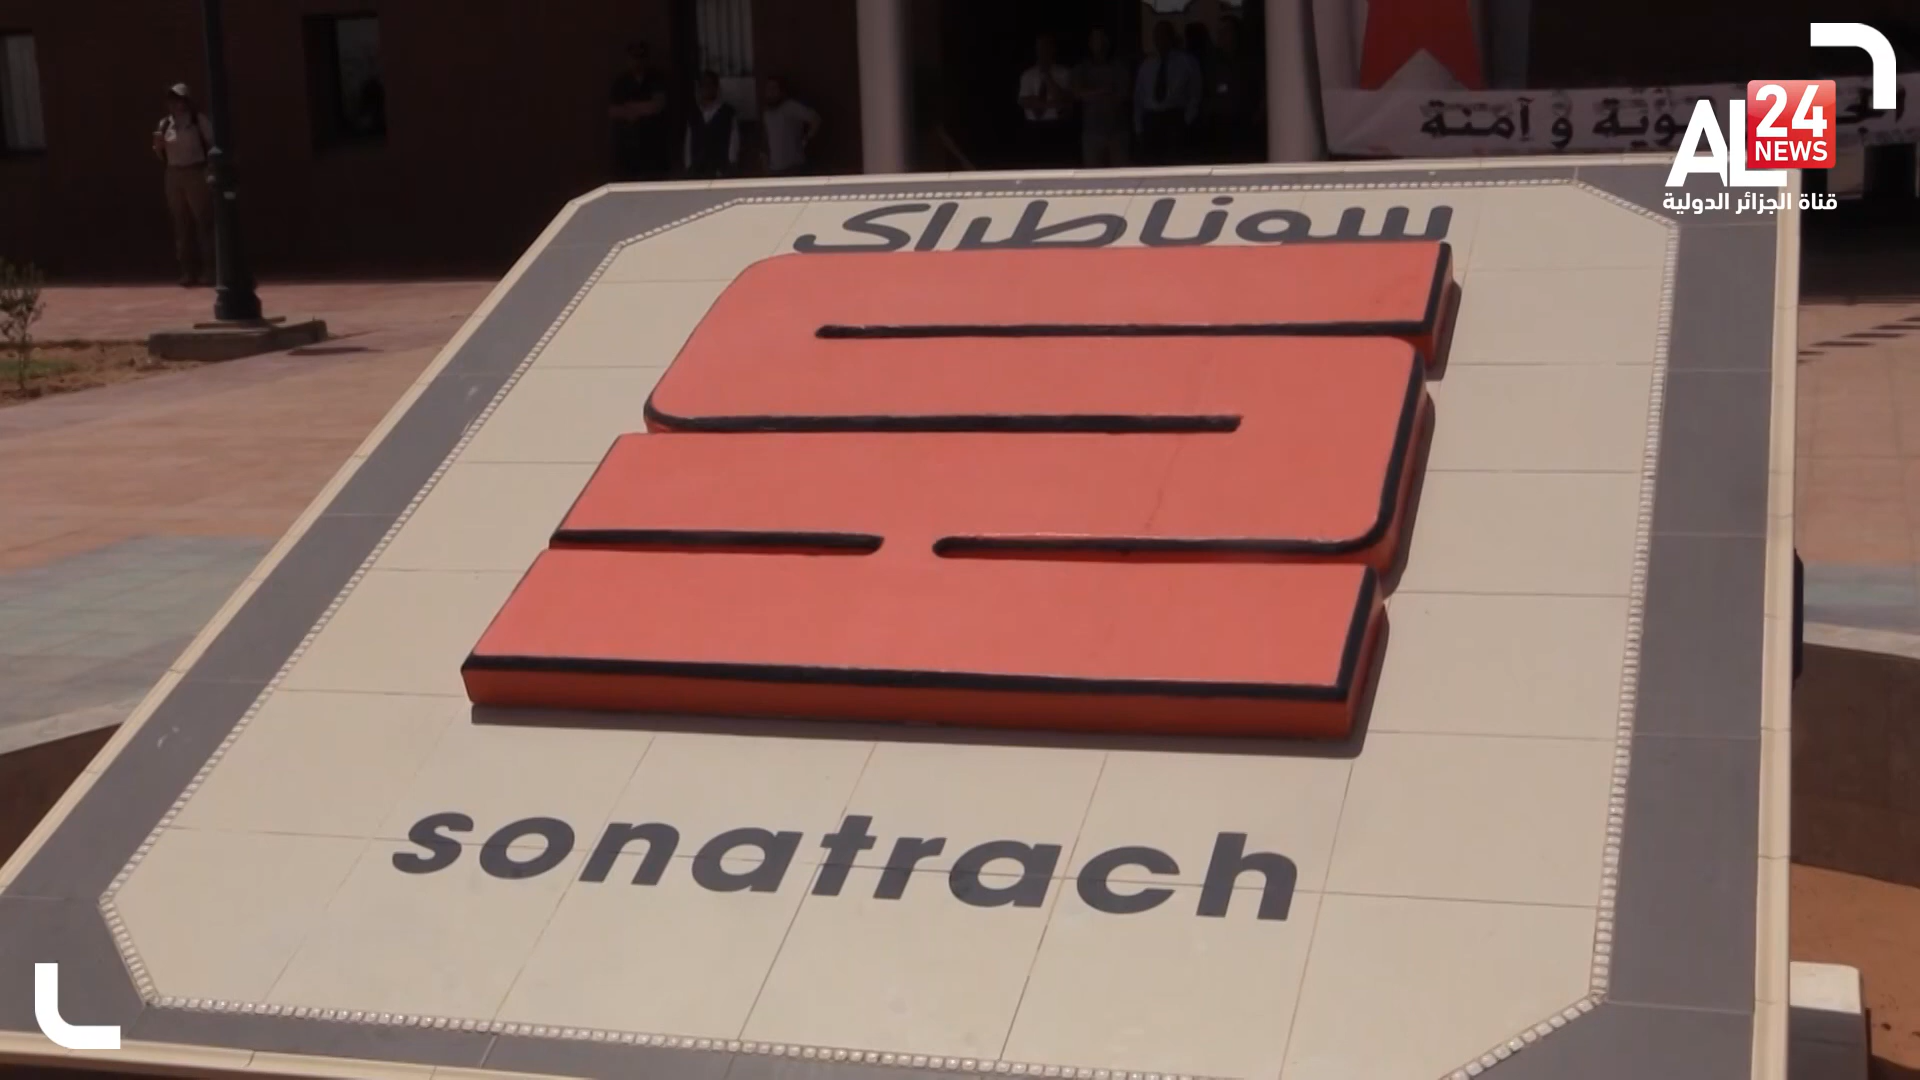 AL
24
NEWS
قناة الجزائر الدولية
و آمنة
سوناطراك
sonatrach